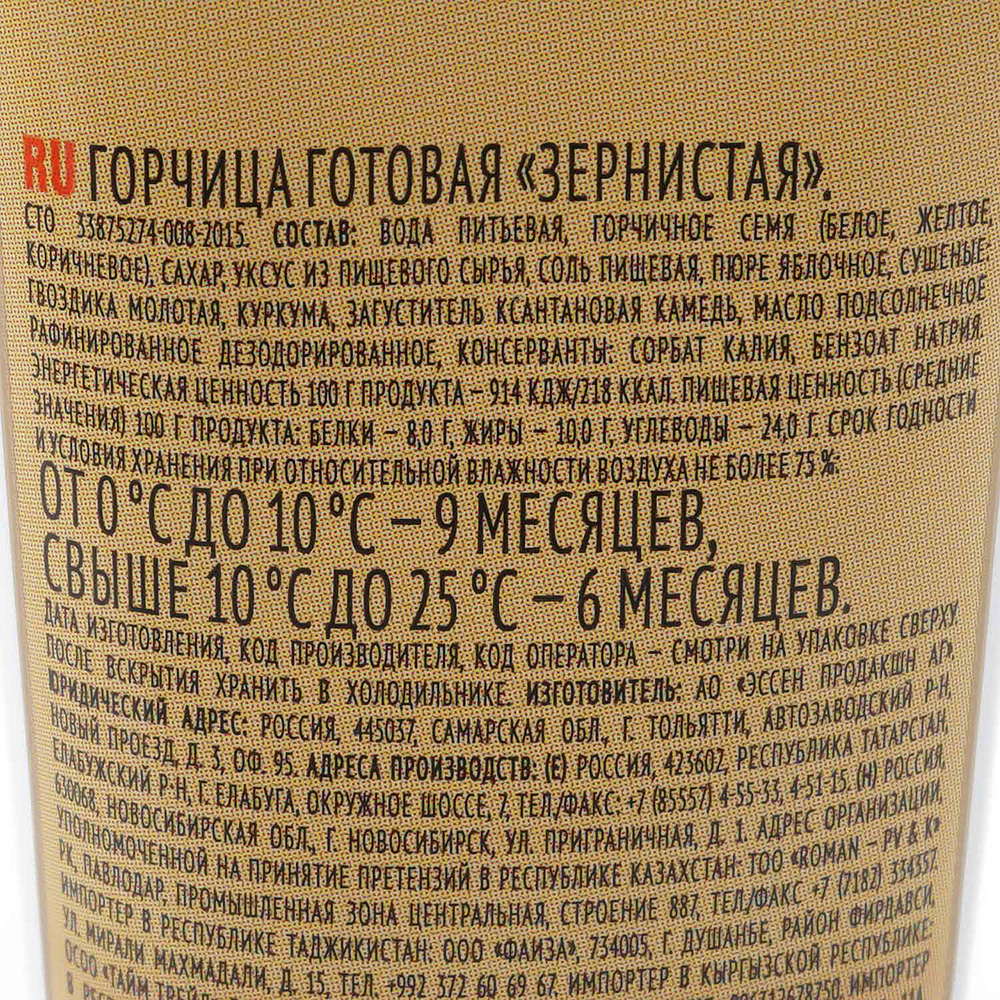 RU ГОРЧИЦА ГОТОВАЯ «ЗЕРНИСТАЯ».
СТО 33875274-008-2015. СОСТАВ: ВОДА ПИТЬЕВАЯ, ГОРЧИЧНОЕ СЕМЯ (БЕЛОЕ, ЖЕЛТОЕ,
КОРИЧНЕВОЕ), САХАР, УКСУС ИЗ ПИЩЕВОГО СЫРЬЯ, СОЛЬ ПИЩЕВАЯ, ПЮРЕ ЯБЛОЧНОЕ, СУШЕНЫЕ-
ГВОЗДИКА МОЛОТАЯ, КУРКУМА, ЗАГУСТИТЕЛЬ КСАНТАНОВАЯ КАМЕДЬ, МАСЛО ПОДСОЛНЕЧНОЕ
РАФИНИРОВАННОЕ ДЕЗОДОРИРОВАННОЕ, КОНСЕРВАНТЫ: СОРБАТ КАЛИЯ, БЕНЗОАТ НАТРИЯ.
ЭНЕРГЕТИЧЕСКАЯ ЦЕННОСТЬ 100 Г ПРОДУКТА – 914 КДЖ/218 ККАЛ. ПИЩЕВАЯ ЦЕННОСТЬ (СРЕДНИЕ
ЗНАЧЕНИЯ) 100 Г ПРОДУКТА: БЕЛКИ – 8,0 Г, ЖИРЫ – 10,0 Г, УГЛЕВОДЫ – 24,0 Г. СРОК ГОДНОСТИ
И УСЛОВИЯ ХРАНЕНИЯ ПРИ ОТНОСИТЕЛЬНОЙ ВЛАЖНОСТИ ВОЗДУХА НЕ БОЛЕЕ 75 %:
ОТ 0 °С ДО 10 °С – 9 МЕСЯЦЕВ,
СВЫШЕ 10 °С ДО 25 °С – 6 МЕСЯЦЕВ.
ДАТА ИЗГОТОВЛЕНИЯ, КОД ПРОИЗВОДИТЕЛЯ, КОД ОПЕРАТОРА – СМОТРИ НА УПАКОВКЕ СВЕРХУ.
ПОСЛЕ ВСКРЫТИЯ ХРАНИТЬ В ХОЛОДИЛЬНИКЕ. ИЗГОТОВИТЕЛЬ: АО «ЭССЕН ПРОДАКШН АГ».
ЮРИДИЧЕСКИЙ АДРЕС: РОССИЯ, 445037, САМАРСКАЯ ОБЛ., Г. ТОЛЬЯТТИ, АВТОЗАВОДСКИЙ Р-Н,
НОВЫЙ ПРОЕЗД, Д. 3, ОФ. 95. АДРЕСА ПРОИЗВОДСТВ: (Е) РОССИЯ, 423602, РЕСПУБЛИКА ТАТАРСТАН,
ЕЛАБУЖСКИЙ Р-Н, Г. ЕЛАБУГА, ОКРУЖНОЕ ШОССЕ, 7, ТЕЛ/ФАКС: +7 (85557) 4-55-33, 4-51-15. (Н) РОССИЯ,
630068, НОВОСИБИРСКАЯ ОБЛ., Г. НОВОСИБИРСК, УЛ. ПРИГРАНИЧНАЯ, Д. 1. АДРЕС ОРГАНИЗАЦИИ,
УПОЛНОМОЧЕННОЙ НА ПРИНЯТИЕ ПРЕТЕНЗИЙ В РЕСПУБЛИКЕ КАЗАХСТАН: ТОО «ROMAN – PV & K»
РК, ПАВЛОДАР, ПРОМЫШЛЕННАЯ ЗОНА ЦЕНТРАЛЬНАЯ, СТРОЕНИЕ 887, ТЕЛ/ФАКС +7 (7182) 334337.
ИМПОРТЕР В РЕСПУБЛИКЕ ТАДЖИКИСТАН: ООО «ФАИЗА», 734005, Г. ДУШАНБЕ, РАЙОН ФИРДАВСИ,
УЛ. МИРАЛИ МАХМАДАЛИ, Д. 15, ТЕЛ. +992 372 60 69 67. ИМПОРТЕР В КЫРГЫЗСКОЙ РЕСПУБЛИКЕ:
ОСОО «ТАЙМ ИМПОРТЕР